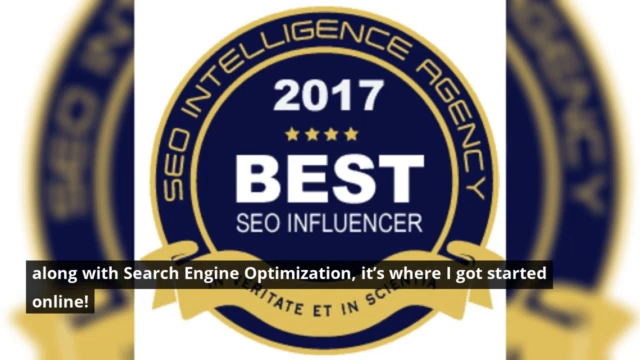 SEO INTELLIGENCE AGENCY
2017
BEST
SEO INFLUENCER
IN VERITATE ET IN SCIENTIA
along with Search Engine Optimization, it’s where I got started
online!